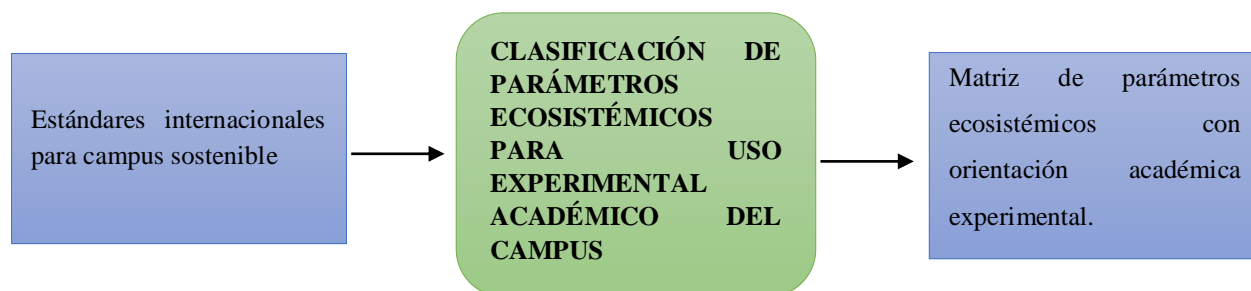 Estándares internacionales
para campus sostenible
CLASIFICACIÓN DE
PARÁMETROS
ECOSISTÉMICOS
PARA USO
EXPERIMENTAL
ACADÉMICO DEL
CAMPUS
Matriz de parámetros
ecosistémicos con
orientación académica
experimental.